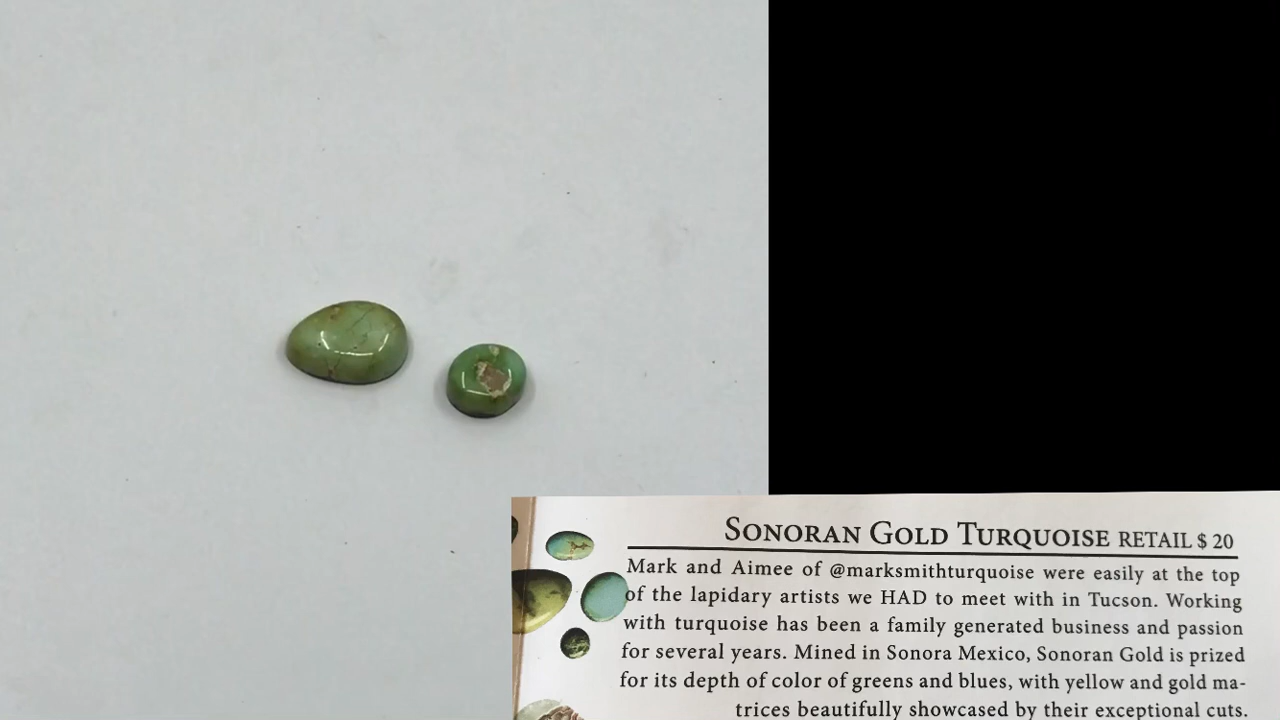 SONORAN GOLD TURQUOISE RETAIL $ 20
Mark and Aimee of @marksmithturquoise were easily at the top
of the lapidary artists we HAD to meet with in Tucson. Working
with turquoise has been a family generated business and passion
for several years. Mined in Sonora Mexico, Sonoran Gold is prized
for its depth of color of greens and blues, with yellow and gold ma-
trices beautifully showcased by their exceptional cuts.